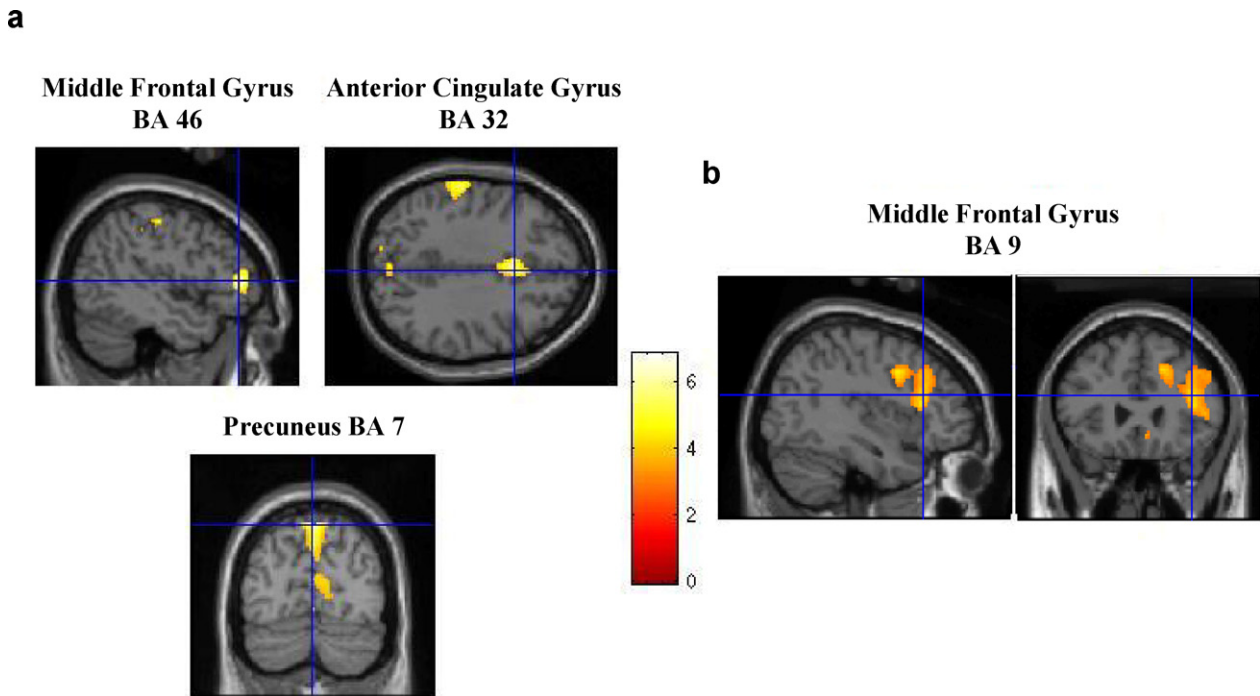 a
Middle Frontal Gyrus
BA 46
Anterior Cingulate Gyrus
BA 32
Precuneus BA 7
6
4
2
0
b
Middle Frontal Gyrus
BA 9